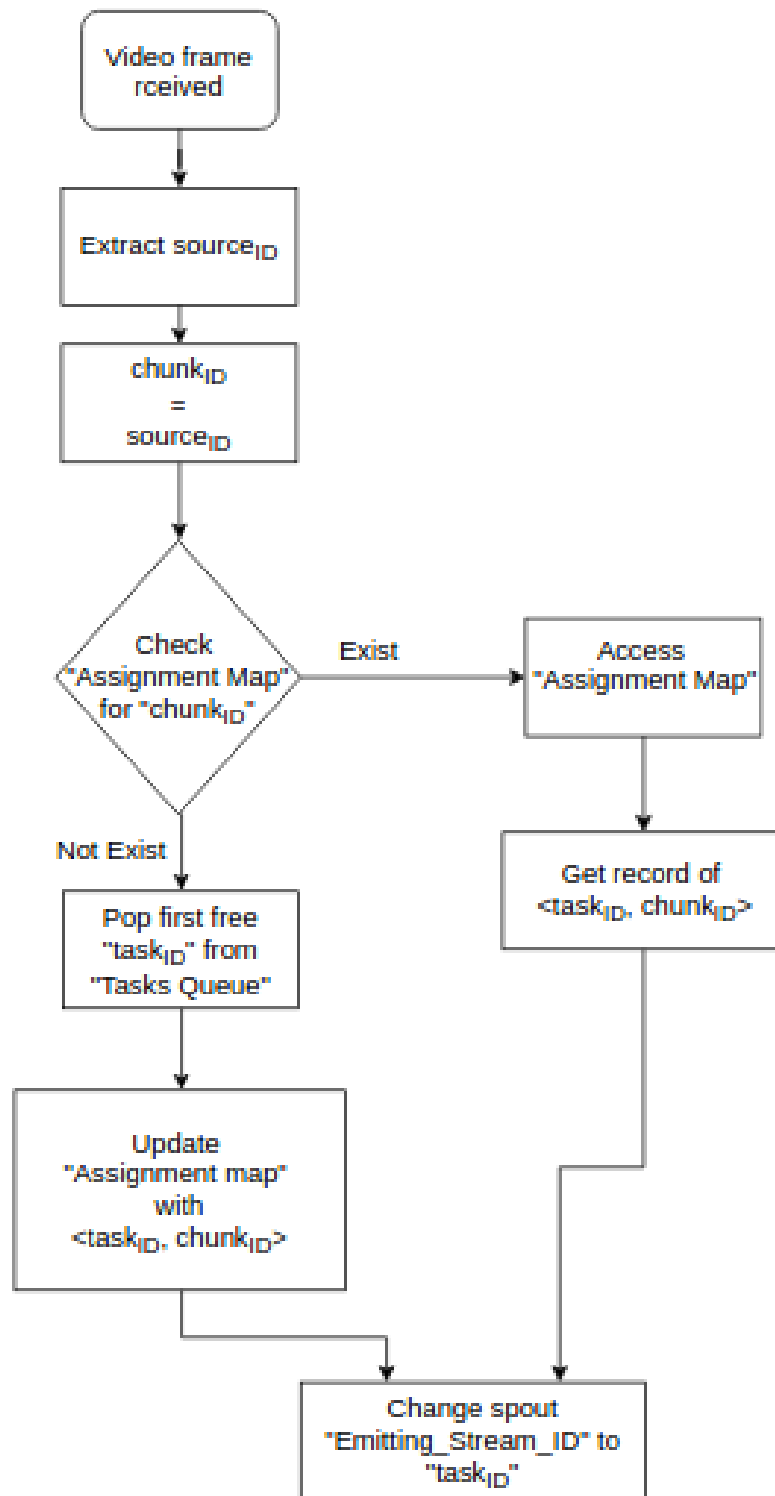 Video frame
rceived
Extract sourceID
chunkID
=
sourceID
Check
"Assignment Map"
for "chunkID"
Exist
Access
"Assignment Map"
Get record of
<taskID, chunkID>
Not Exist
Pop first free
"taskID" from
"Tasks Queue"
Update
"Assignment map"
with
<taskID, chunkID>
Change spout
"Emitting_Stream_ID" to
"taskID"